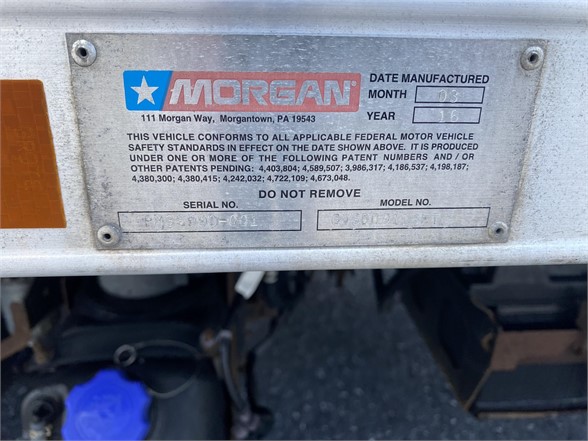 MORGAN
DATE MANUFACTURED
MONTH 03
111 Morgan Way, Morgantown, PA 19543
YEAR
THIS VEHICLE CONFORMS TO ALL APPLICABLE FEDERAL MOTOR VEHICLE
SAFETY STANDARDS IN EFFECT ON THE DATE SHOWN ABOVE. IT IS PRODUCED
UNDER ONE OR MORE OF THE FOLLOWING PATENT NUMBERS AND / OR
OTHER PATENTS PENDING: 4,403,804; 4,589,507; 3,986,317; 4,186,537; 4,198,187;
4,380,300; 4,380,415; 4,242,032; 4,722,109; 4,673,048.
DO NOT REMOVE
SERIAL NO.
MODEL NO.